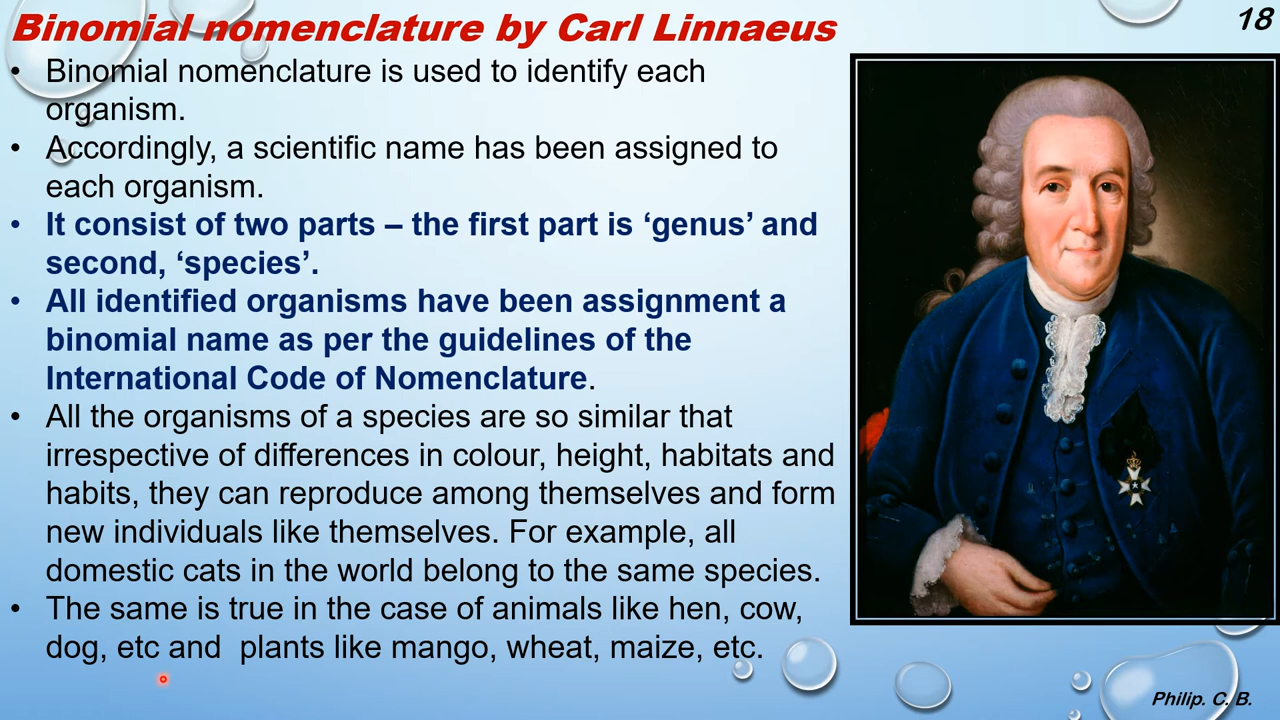 Binomial nomenclature by Carl Linnaeus
18
• Binomial nomenclature is used to identify each
organism.
• Accordingly, a scientific name has been assigned to
each organism.
• It consist of two parts – the first part is ‘genus’ and
second, ‘species’.
• All identified organisms have been assignment a
binomial name as per the guidelines of the
International Code of Nomenclature.
• All the organisms of a species are so similar that
irrespective of differences in colour, height, habitats and
habits, they can reproduce among themselves and form
new individuals like themselves. For example, all
domestic cats in the world belong to the same species.
• The same is true in the case of animals like hen, cow,
dog, etc and  plants like mango, wheat, maize, etc.
Philip. C. B.